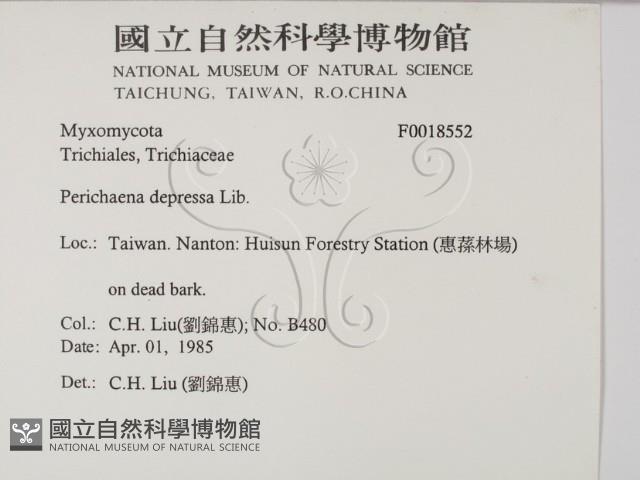 國立自然科學博物館
NATIONAL MUSEUM OF NATURAL SCIENCE
TAICHUNG, TAIWAN, R.O.CHINA
Myxomycota F0018552
Trichiales, Trichiaceae
Perichaena depressa Lib.
Loc.: Taiwan. Nanton: Huisun Forestry Station (惠蓀林場)
on dead bark.
Col.: C.H. Liu(劉錦惠); No. B480
Date: Apr. 01, 1985
Det.: C.H. Liu (劉錦惠)
國立自然科學博物館
NATIONAL MUSEUM OF NATURAL SCIENCE